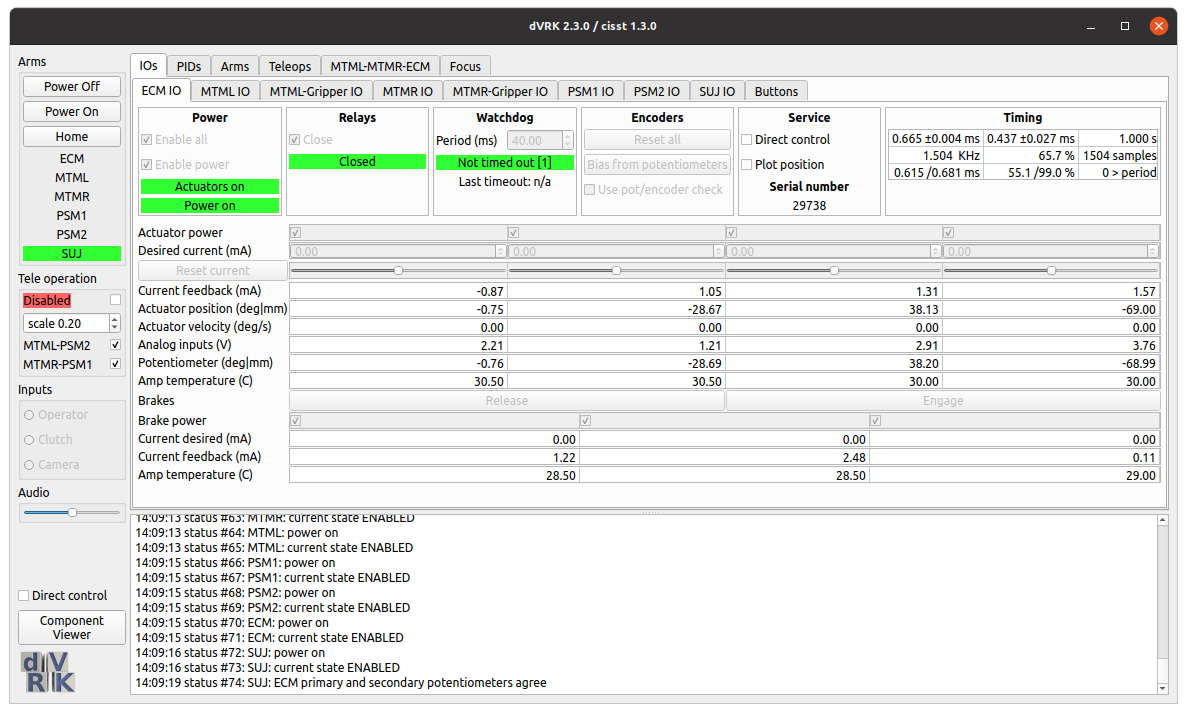 dVRK 2.3.0 / cisst 1.3.0
Arms
Power Off
Power On
Home
ECM
MTML
MTMR
PSM1
PSM2
SUJ
Tele operation
Disabled
scale 0.20
MTML-PSM2
MTMR-PSM1
Inputs
Operator
Clutch
Camera
Audio
Direct control
Component
Viewer
dVRK
IOs PIDs Arms Teleops MTML-MTMR-ECM Focus
ECM IO MTML IO MTML-Gripper IO MTMR IO MTMR-Gripper IO PSM1 IO PSM2 IO SUJ IO Buttons
Power
Enable all
Enable power
Actuators on
Power on
Relays
Close
Closed
Watchdog
Period (ms) 40.00
Not timed out [1]
Last timeout: n/a
Encoders
Reset all
Bias from potentiometers
Use pot/encoder check
Service
Direct control
Plot position
Serial number
29738
Timing
0.665 ±0.004 ms 0.437 ±0.027 ms 1.000 s
1.504 KHz 65.7 % 1504 samples
0.615 /0.681 ms 55.1 /99.0 % 0 > period
Actuator power
Desired current (mA) 0.00 0.00 0.00 0.00
Reset current
Current feedback (mA) -0.87 1.05 1.31 1.57
Actuator position (deg|mm) -0.75 -28.67 38.13 -69.00
Actuator velocity (deg/s) 0.00 0.00 0.00 0.00
Analog inputs (V) 2.21 1.21 2.91 3.76
Potentiometer (deg|mm) -0.76 -28.69 38.20 -68.99
Amp temperature (C) 30.50 30.50 30.00 30.00
Brakes Release Engage
Brake power
Current desired (mA) 0.00 0.00 0.00
Current feedback (mA) 1.22 2.48 0.11
Amp temperature (C) 28.50 28.50 29.00
14:09:13 status #63: MTMR: current state ENABLED
14:09:13 status #64: MTML: power on
14:09:13 status #65: MTML: current state ENABLED
14:09:15 status #66: PSM1: power on
14:09:15 status #67: PSM1: current state ENABLED
14:09:15 status #68: PSM2: power on
14:09:15 status #69: PSM2: current state ENABLED
14:09:15 status #70: ECM: power on
14:09:15 status #71: ECM: current state ENABLED
14:09:16 status #72: SUJ: power on
14:09:16 status #73: SUJ: current state ENABLED
14:09:19 status #74: SUJ: ECM primary and secondary potentiometers agree